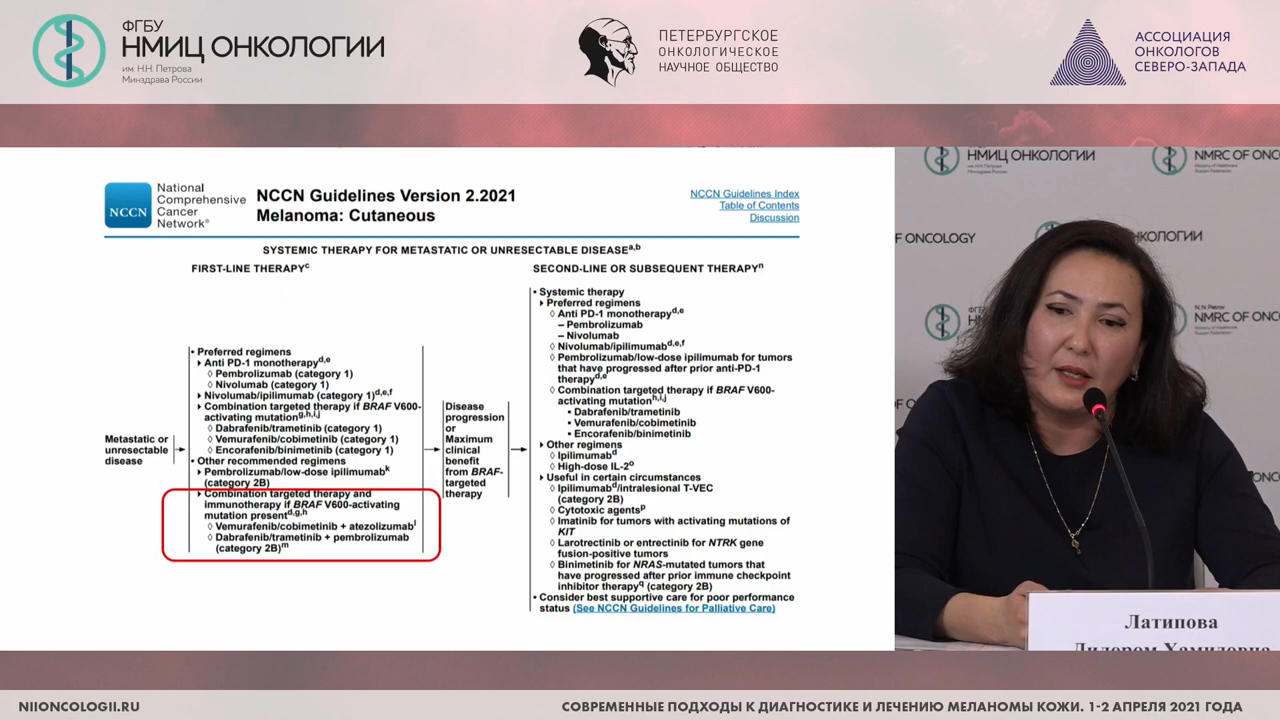 ФГБУ
НМИЦ ОНКОЛОГИИ
им. Н.Н. Петрова
Минздрава России
ПЕТЕРБУРГСКОЕ
ОНКОЛОГИЧЕСКОЕ
НАУЧНОЕ ОБЩЕСТВО
АССОЦИАЦИЯ
ОНКОЛОГОВ
СЕВЕРО-ЗАПАДА
NCCN
National
Comprehensive
Cancer
Network®
NCCN Guidelines Version 2.2021
Melanoma: Cutaneous
NCCN Guidelines Index
Table of Contents
Discussion
SYSTEMIC THERAPY FOR METASTATIC OR UNRESECTABLE DISEASEa,b
FIRST-LINE THERAPYc
Metastatic or
unresectable
disease
• Preferred regimens
▸ Anti PD-1 monotherapyd,e
◊ Pembrolizumab (category 1)
◊ Nivolumab (category 1)
▸ Nivolumab/ipilimumab (category 1)d,e,f
▸ Combination targeted therapy if BRAF V600-
activating mutationg,h,i,j
◊ Dabrafenib/trametinib (category 1)
◊ Vemurafenib/cobimetinib (category 1)
◊ Encorafenib/binimetinib (category 1)
• Other recommended regimens
▸ Pembrolizumab/low-dose ipilimumabk
(category 2B)
▸ Combination targeted therapy and
immunotherapy if BRAF V600-activating
mutation presentd,g,h
◊ Vemurafenib/cobimetinib + atezolizumabl
◊ Dabrafenib/trametinib + pembrolizumab
(category 2B)m
Disease
progression
or
Maximum
clinical
benefit
from BRAF-
targeted
therapy
SECOND-LINE OR SUBSEQUENT THERAPYn
• Systemic therapy
▸ Preferred regimens
◊ Anti PD-1 monotherapyd,e
– Pembrolizumab
– Nivolumab
◊ Nivolumab/ipilimumabd,e,f
◊ Pembrolizumab/low-dose ipilimumab for tumors
that have progressed after prior anti-PD-1
therapyd,e
◊ Combination targeted therapy if BRAF V600-
activating mutationh,i,j
▪ Dabrafenib/trametinib
▪ Vemurafenib/cobimetinib
▪ Encorafenib/binimetinib
▸ Other regimens
◊ Ipilimumabd
◊ High-dose IL-2o
▸ Useful in certain circumstances
◊ Ipilimumabd/intralesional T-VEC
(category 2B)
◊ Cytotoxic agentsp
◊ Imatinib for tumors with activating mutations of
KIT
◊ Larotrectinib or entrectinib for NTRK gene
fusion-positive tumors
◊ Binimetinib for NRAS-mutated tumors that
have progressed after prior immune checkpoint
inhibitor therapyq (category 2B)
• Consider best supportive care for poor performance
status (See NCCN Guidelines for Palliative Care)
НМИЦ ОНКОЛОГИИ
NMRC OF ONC
OF ONCOLOGY
ОНКОЛОГИИ
NMRC OF ONCO
Латипова
Дилором Хамидовна
NIIONCOLOGII.RU
СОВРЕМЕННЫЕ ПОДХОДЫ К ДИАГНОСТИКЕ И ЛЕЧЕНИЮ МЕЛАНОМЫ КОЖИ. 1-2 АПРЕЛЯ 2021 ГОДА